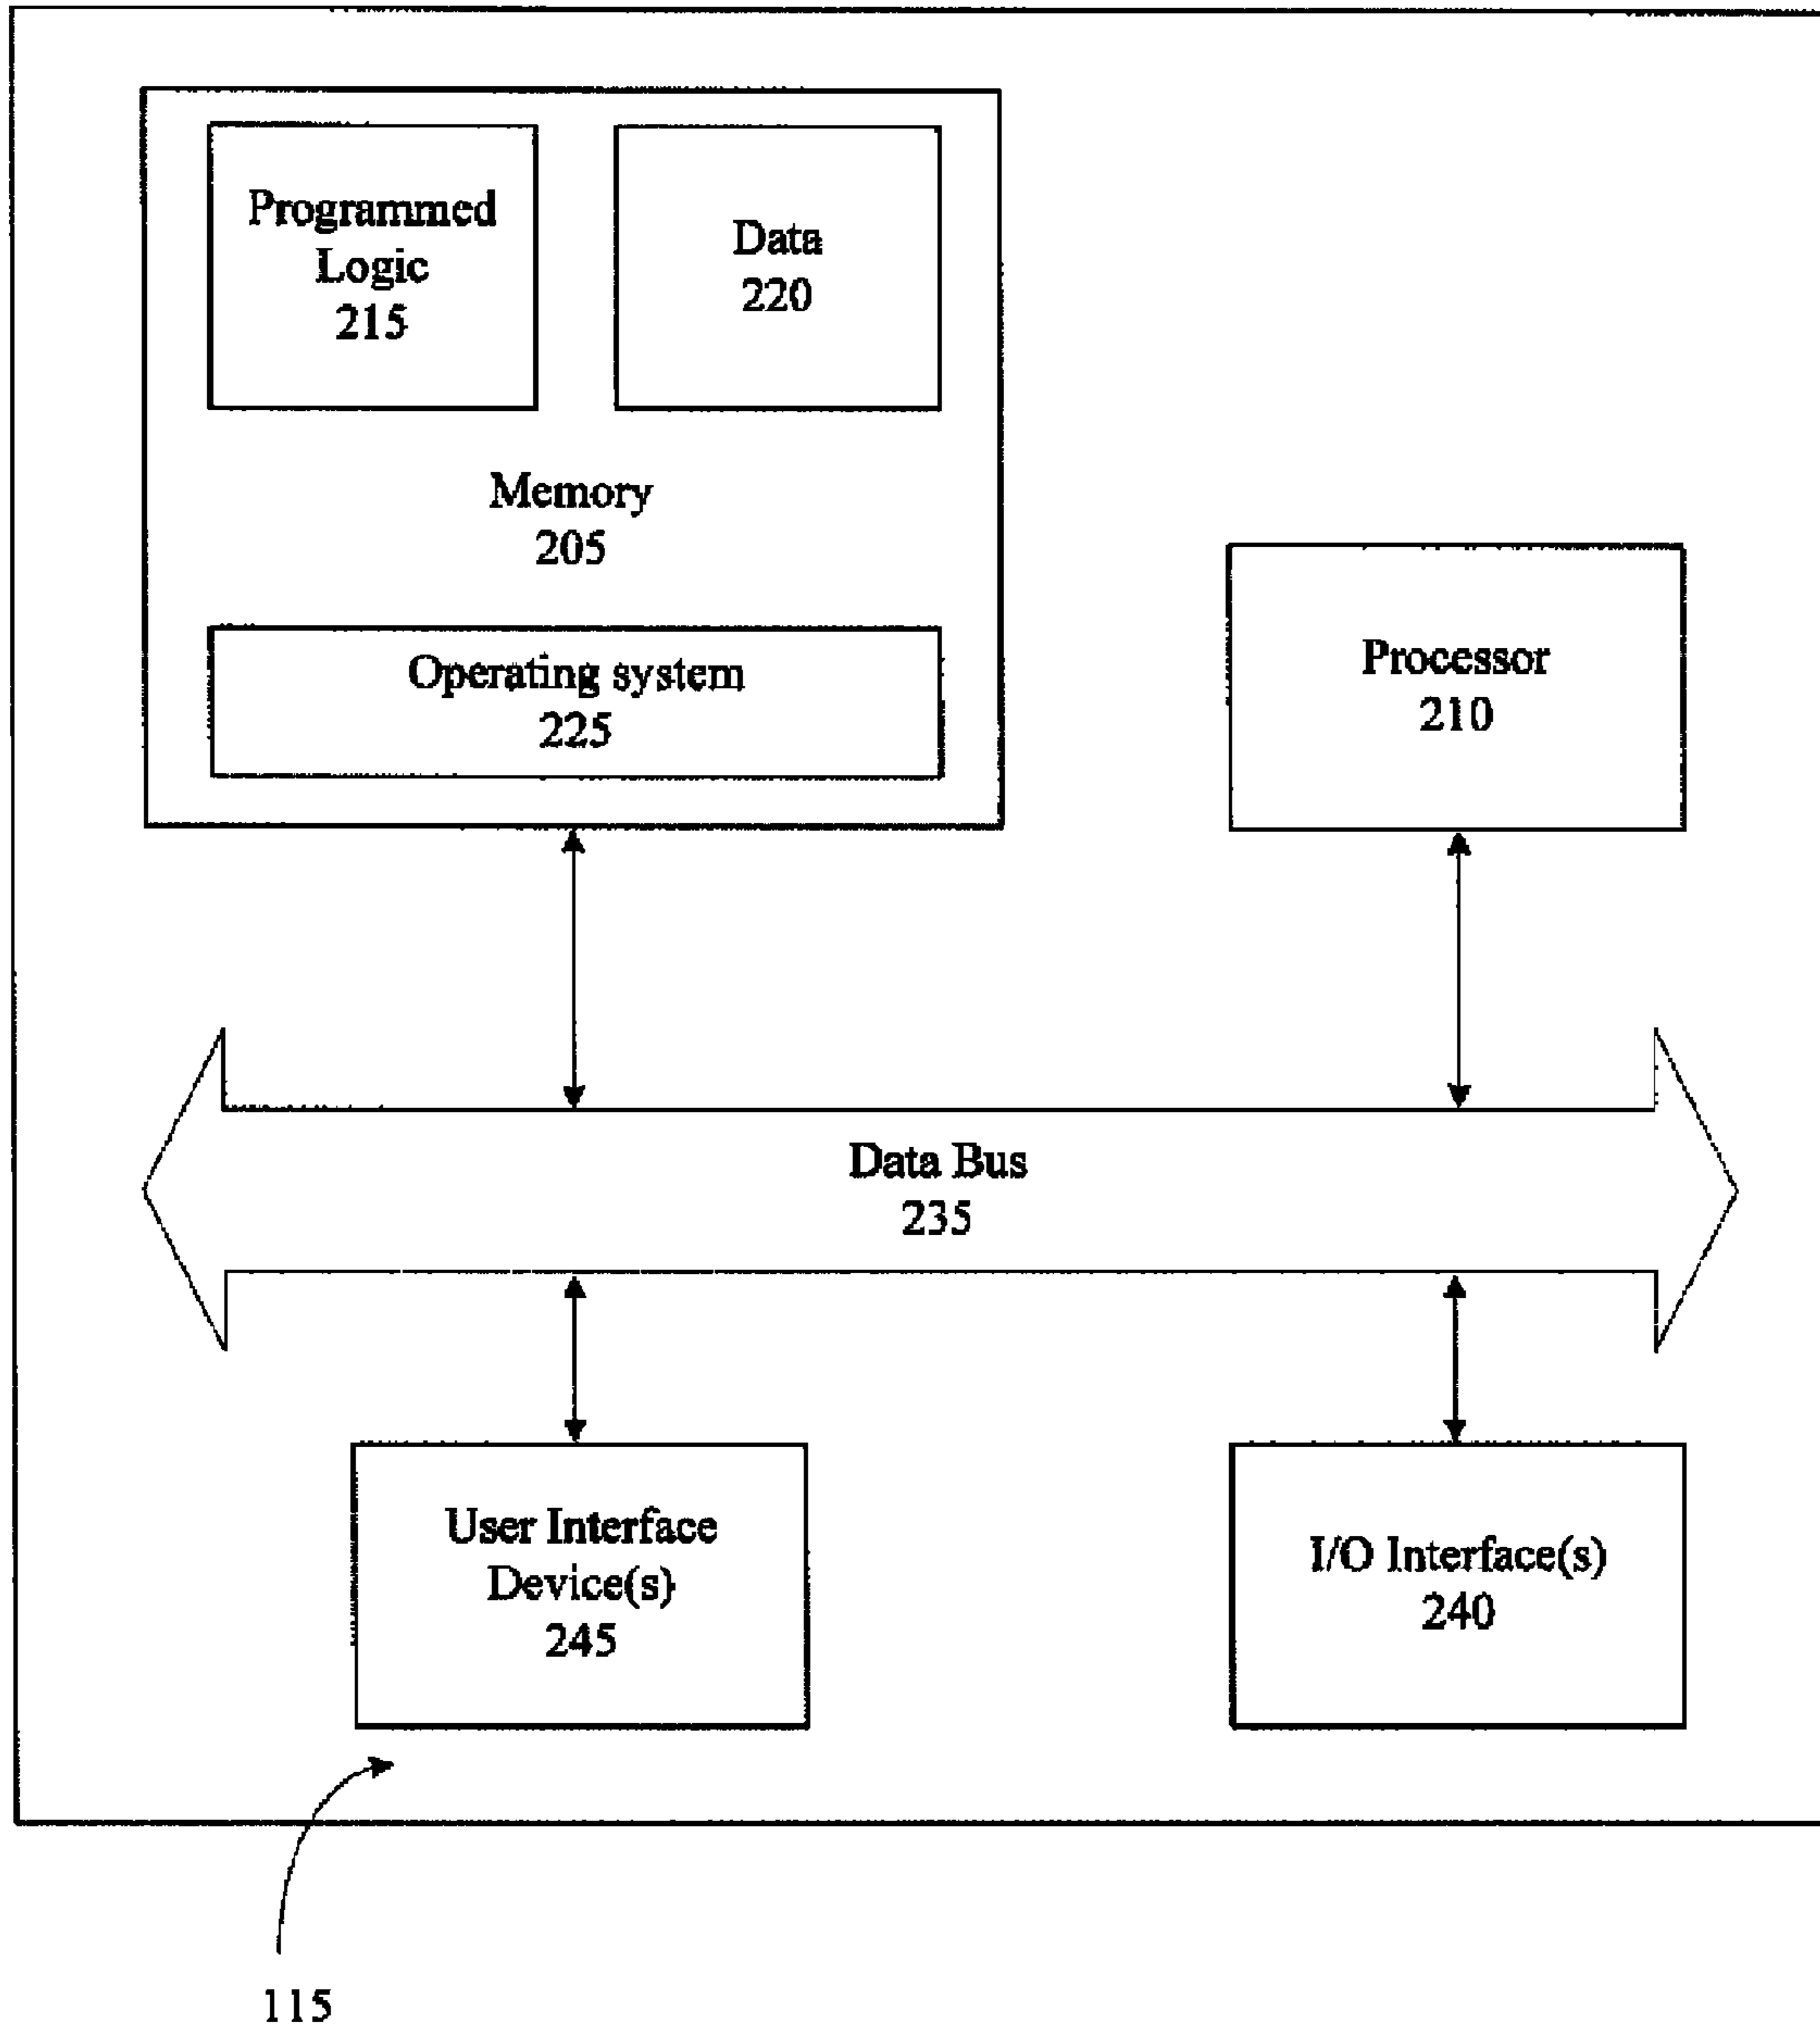 Programmed
Logic
215
Data
220
Memory
205
Operating system
225
Processor
210
Data Bus
235
User Interface
Device(s)
245
I/O Interface(s)
240
115